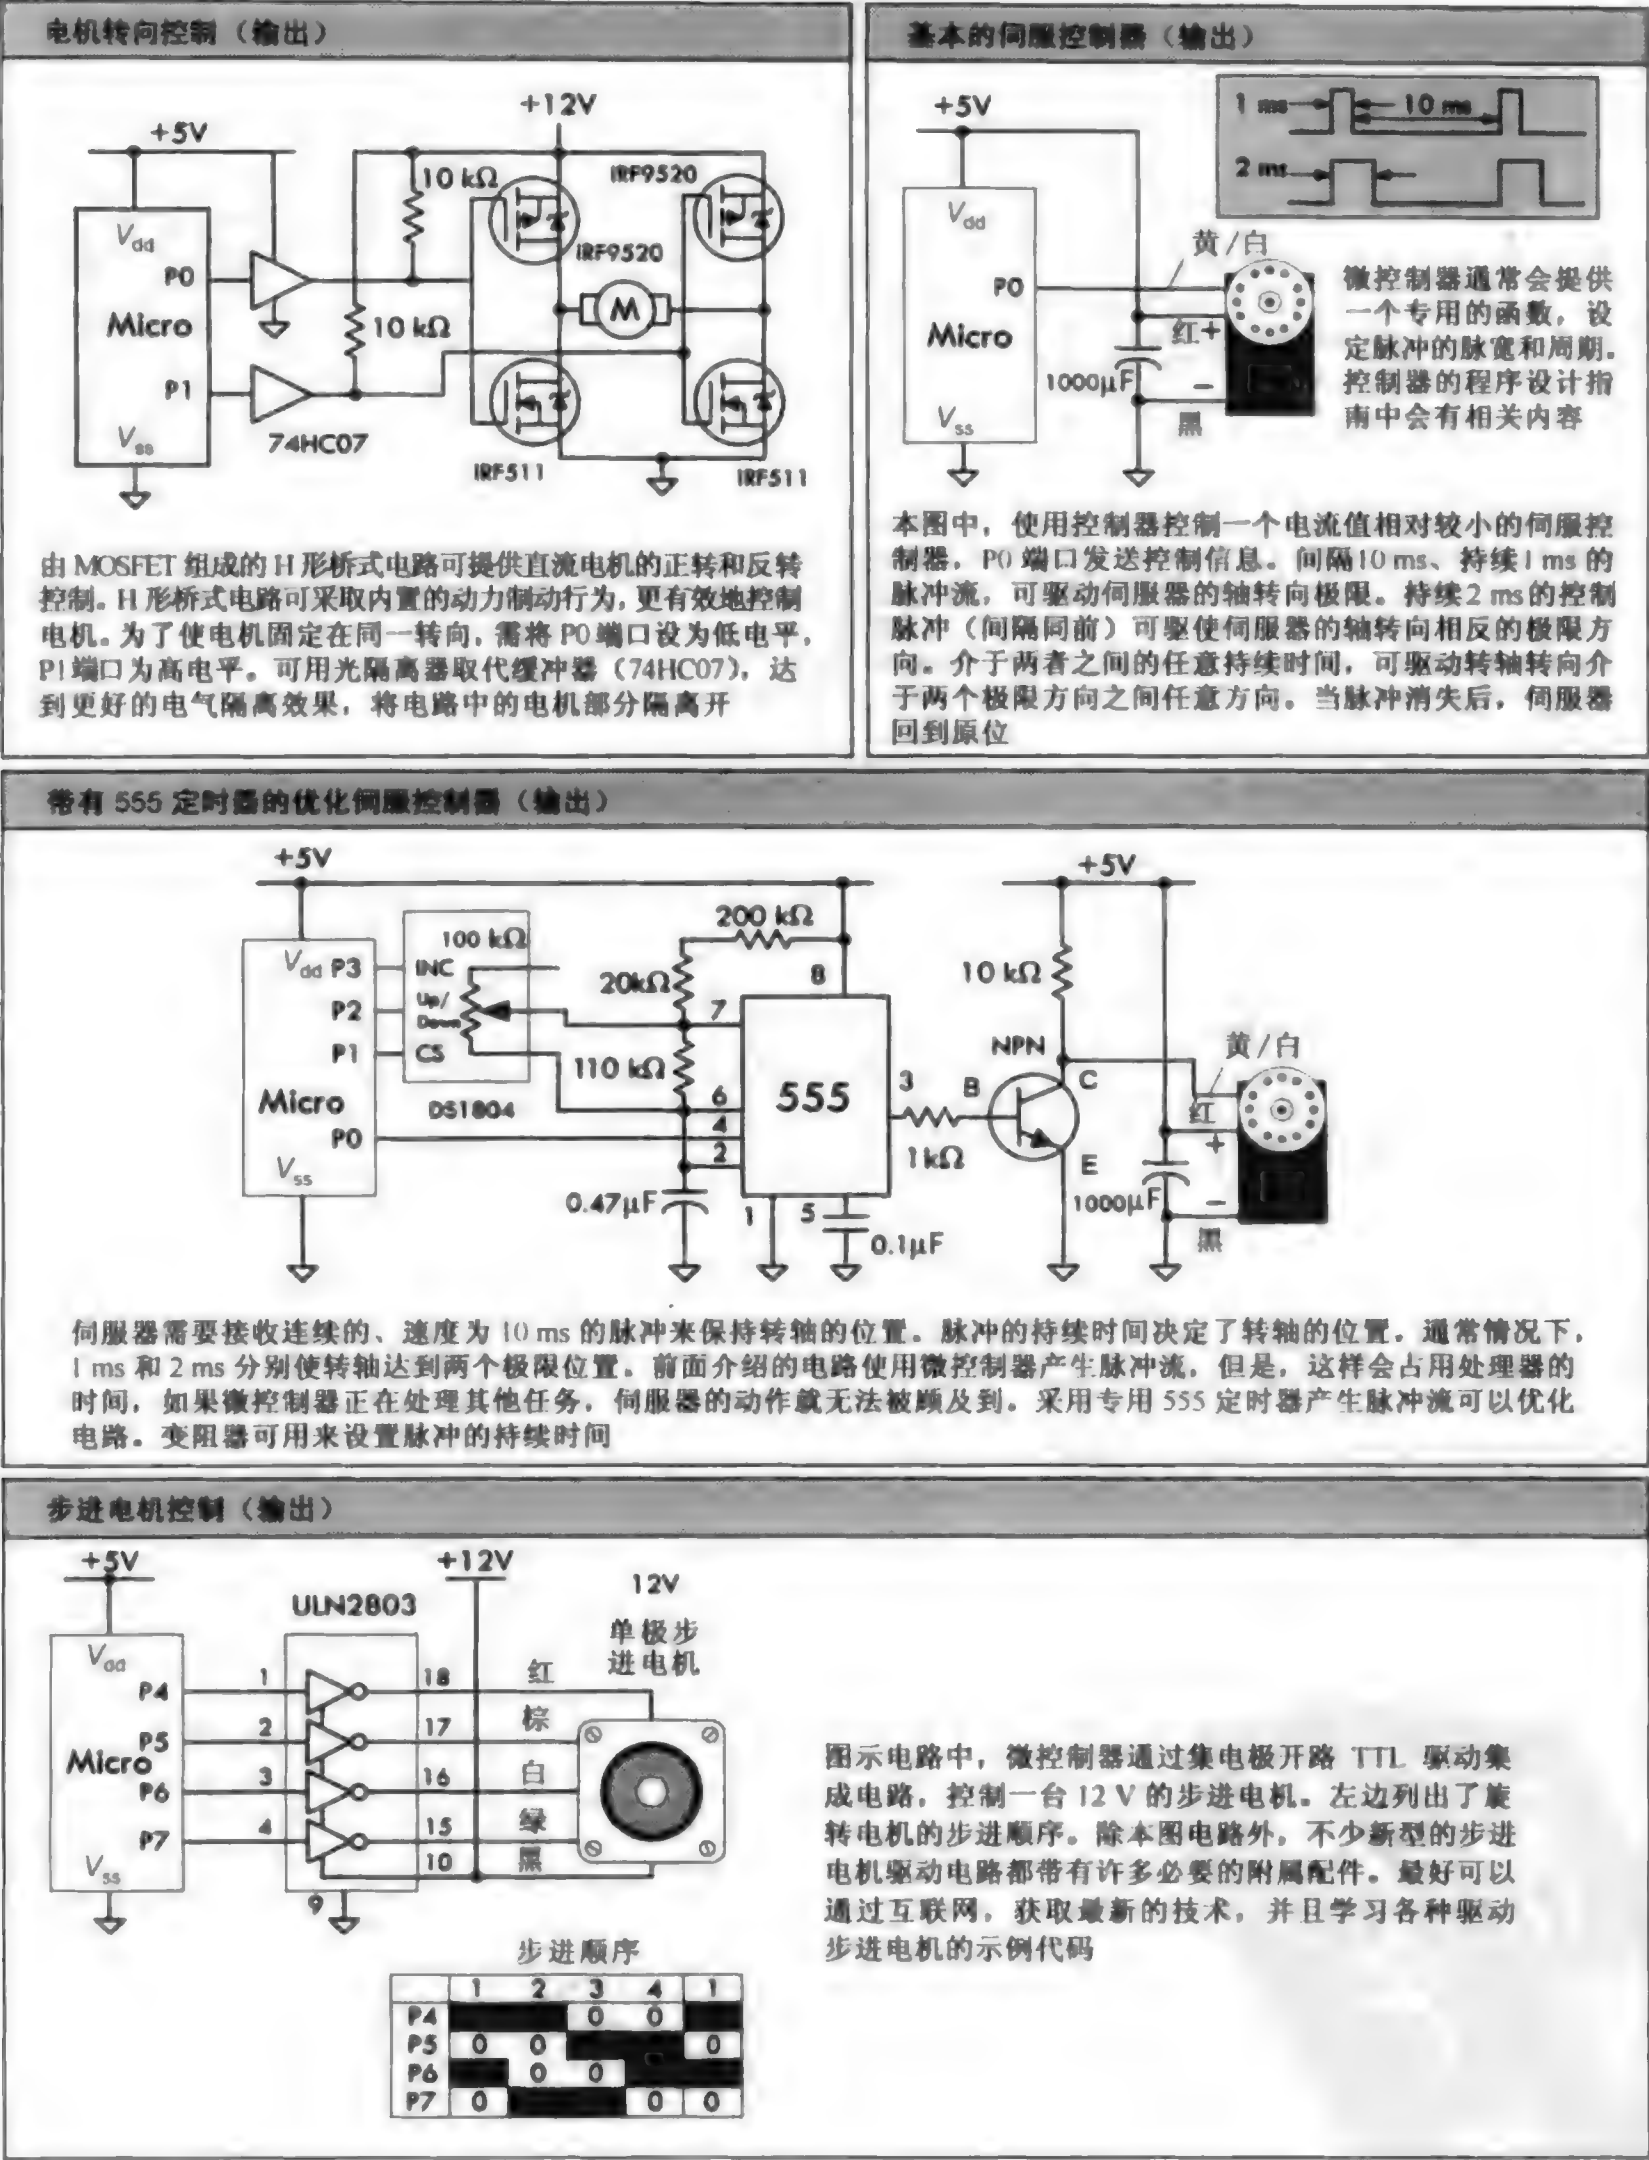 电机转向控制（输出）
+12V
+5V
10 kΩ
IRF9520
Vdd
IRF9520
P0
M
Micro
10 kΩ
P1
Vss
74HC07
IRF511
IRF511
由 MOSFET 组成的 H 形桥式电路可提供直流电机的正转和反转
控制。H 形桥式电路可采取内置的动力制动行为，更有效地控制
电机。为了使电机固定在同一转向，需将 P0 端口设为低电平，
P1 端口为高电平。可用光隔离器取代缓冲器（74HC07），达
到更好的电气隔离效果，将电路中的电机部分隔离开
基本的伺服控制器（输出）
+5V
1 ms
10 ms
2 ms
Vdd
黄/白
P0
Micro
红+
1000μF
−
Vss
黑
微控制器通常会提供
一个专用的函数，设
定脉冲的脉宽和周期。
控制器的程序设计指
南中会有相关内容
本图中，使用控制器控制一个电流值相对较小的伺服控
制器，P0 端口发送控制信息。间隔10 ms、持续1 ms 的
脉冲流，可驱动伺服器的轴转向极限。持续2 ms的控制
脉冲（间隔同前）可驱使伺服器的轴转向相反的极限方
向。介于两者之间的任意持续时间，可驱动转轴转向介
于两个极限方向之间任意方向。当脉冲消失后，伺服器
回到原位
带有 555 定时器的优化伺服控制器（输出）
+5V
+5V
200 kΩ
100 kΩ
Vdd P3
INC
20kΩ
8
10 kΩ
P2
Up/
Down
7
P1
CS
110 kΩ
NPN
黄/白
Micro
DS1804
6
555
3
B
C
红
P0
4
+
2
1kΩ
E
Vss
0.47μF
1
5
1000μF
−
0.1μF
黑
伺服器需要接收连续的、速度为 10 ms 的脉冲来保持转轴的位置。脉冲的持续时间决定了转轴的位置。通常情况下，
1 ms 和 2 ms 分别使转轴达到两个极限位置。前面介绍的电路使用微控制器产生脉冲流，但是，这样会占用处理器的
时间，如果微控制器正在处理其他任务，伺服器的动作就无法被顾及到。采用专用 555 定时器产生脉冲流可以优化
电路。变阻器可用来设置脉冲的持续时间
步进电机控制（输出）
+5V
+12V
12V
ULN2803
单极步
进电机
Vdd
P4
1
18
红
P5
2
17
棕
Micro
P6
3
16
白
P7
4
15
绿
Vss
10
黑
9
图示电路中，微控制器通过集电极开路 TTL 驱动集
成电路，控制一台 12 V 的步进电机。左边列出了旋
转电机的步进顺序。除本图电路外，不少新型的步进
电机驱动电路都带有许多必要的附属配件。最好可以
通过互联网，获取最新的技术，并且学习各种驱动
步进电机的示例代码
步进顺序
1 2 3 4 1
P4 0 0
P5 0 0 0
P6 0 0
P7 0 0 0